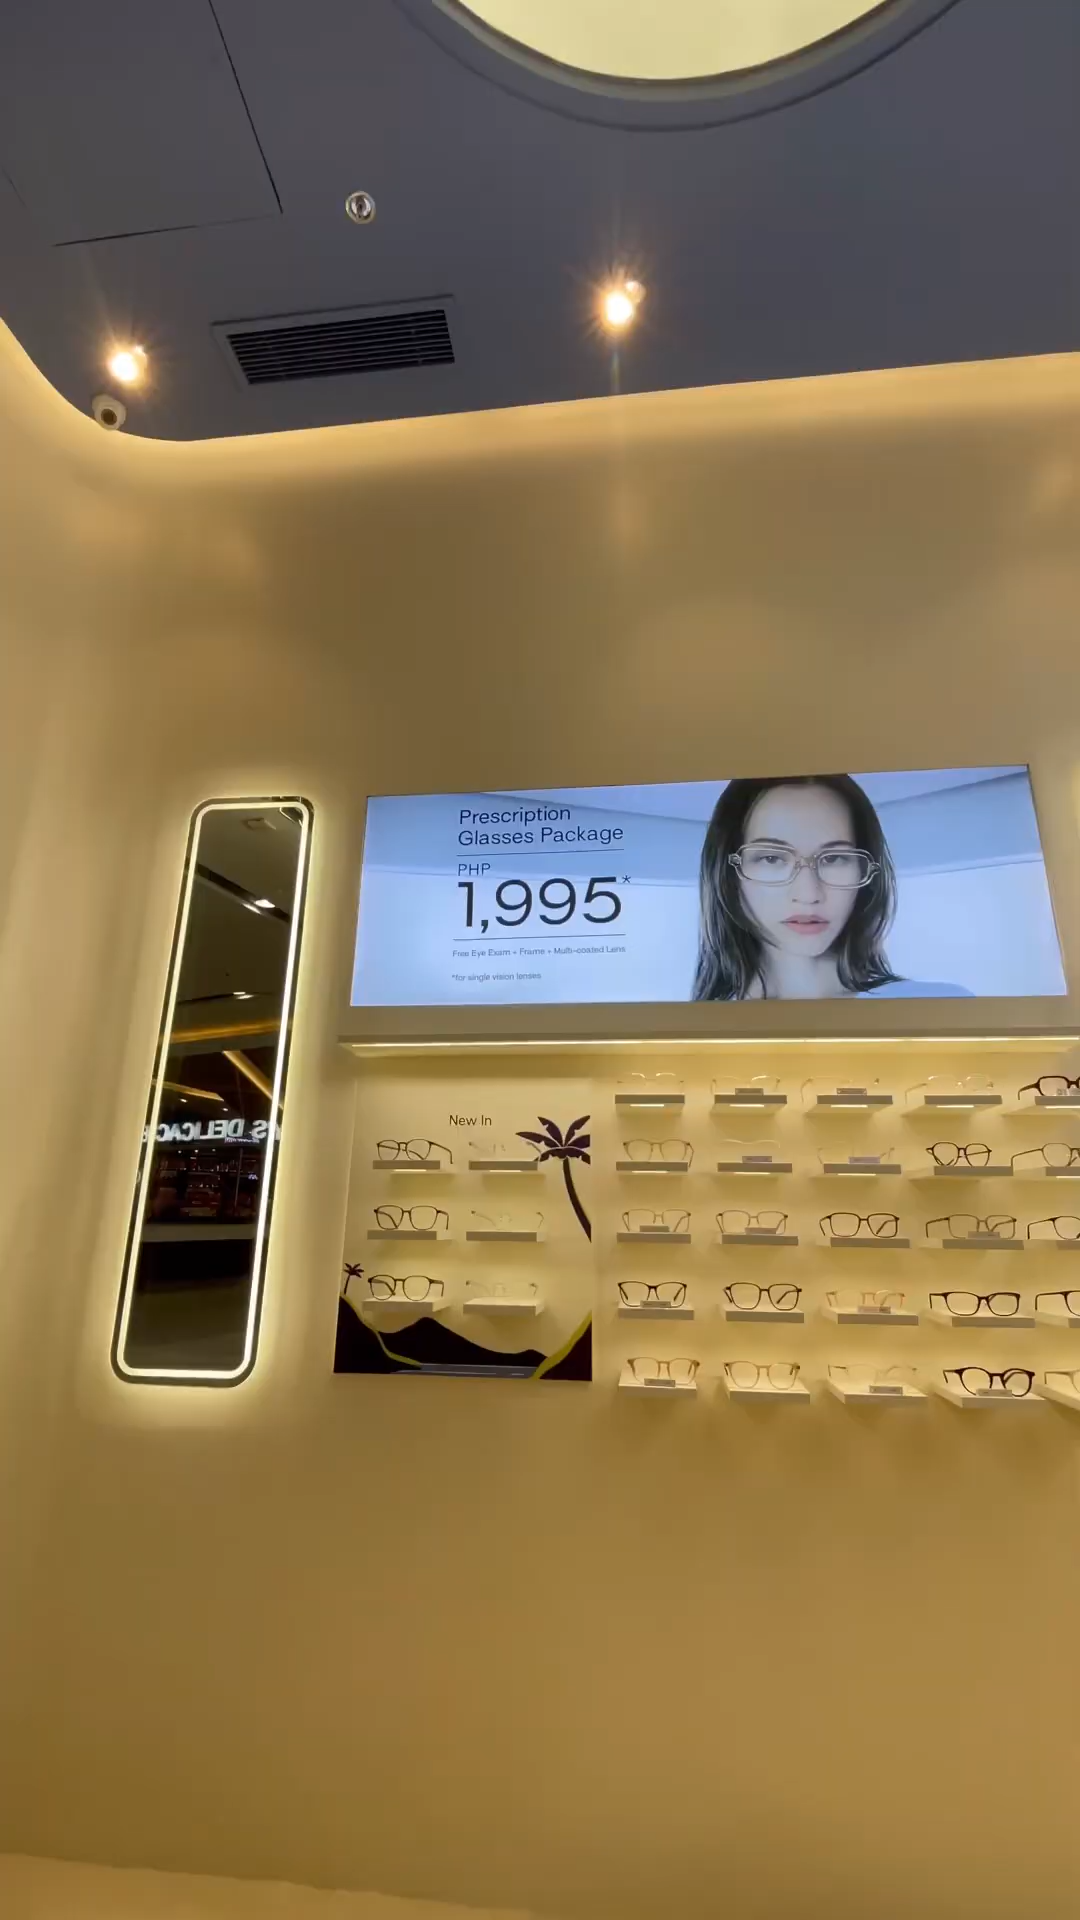 Prescription
Glasses Package
PHP
1,995*
Free Eye Exam + Frame + Multi-coated Lens
*for single vision lenses
New In
S DELICAC